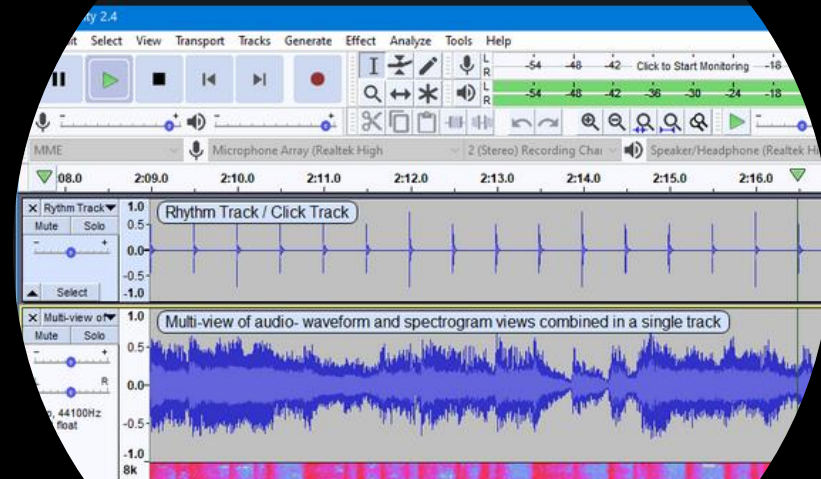 ity 2.4
Select View Transport Tracks Generate Effect Analyze Tools Help
L
R
-54 -48 -42 Click to Start Monitoring -18
L
R
-54 -48 -42 -36 -30 -24 -18
MME Microphone Array (Realtek High 2 (Stereo) Recording Chan Speaker/Headphone (Realtek Hi
08.0 2:09.0 2:10.0 2:11.0 2:12.0 2:13.0 2:14.0 2:15.0 2:16.0
X Rythm Track 1.0 Rhythm Track / Click Track
Mute Solo 0.5
- + 0.0
-0.5
Select -1.0
X Multi-view of 1.0 Multi-view of audio- waveform and spectrogram views combined in a single track
Mute Solo 0.5
- +
R 0.0
o, 44100Hz
float -0.5
-1.0
8k